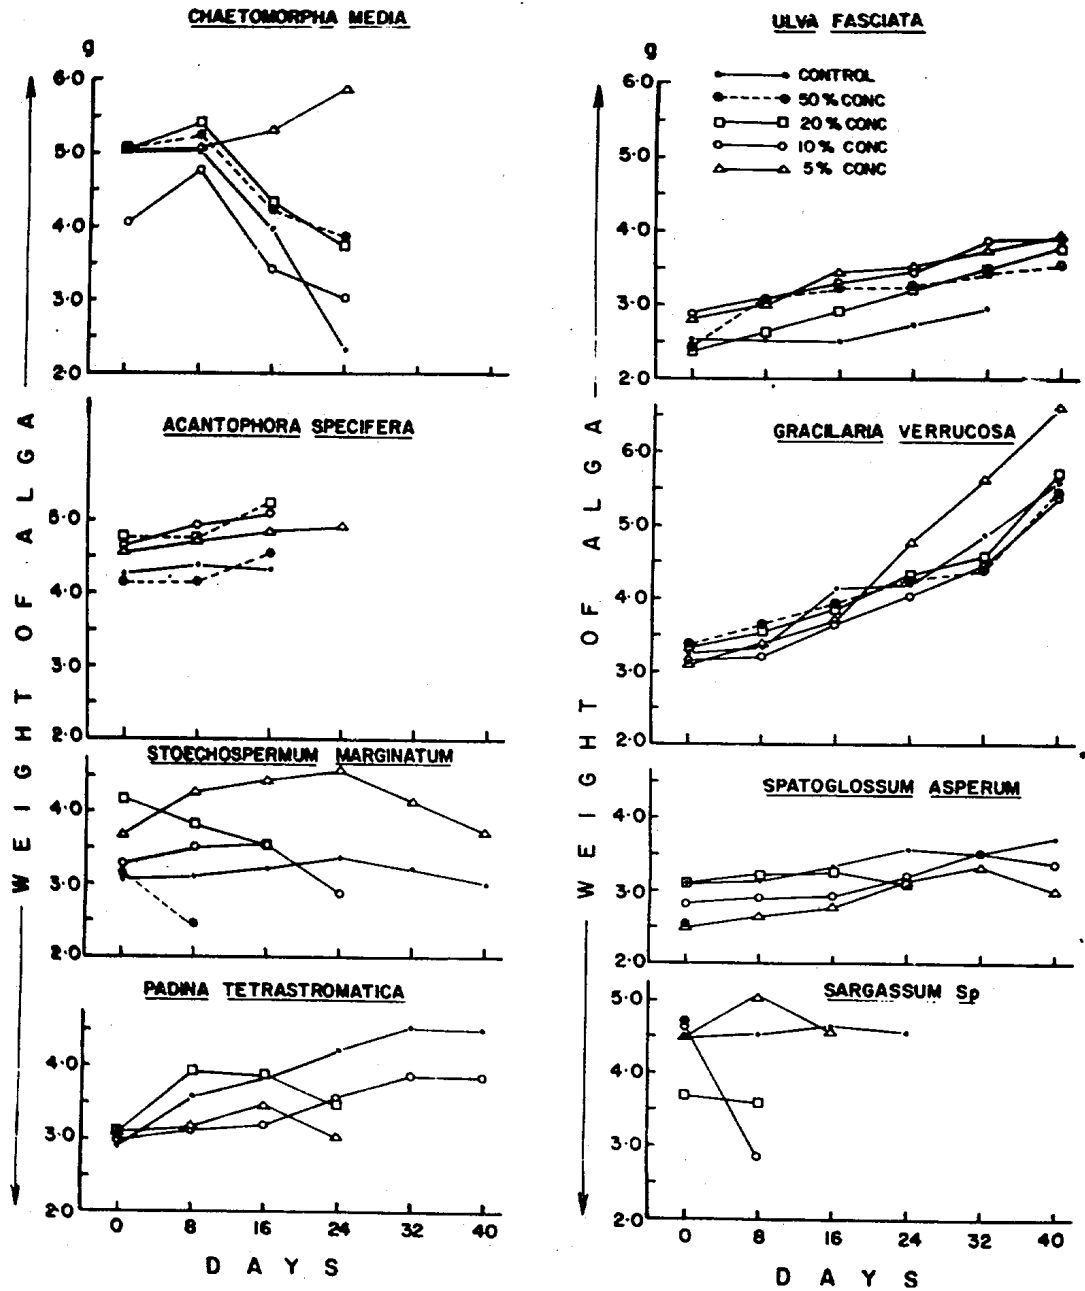 CHAETOMORPHA MEDIA
g
6.0
5.0
4.0
3.0
2.0
ACANTOPHORA SPECIFERA
5.0
4.0
3.0
2.0
STOECHOSPERMUM MARGINATUM
4.0
3.0
2.0
PADINA TETRASTROMATICA
4.0
3.0
2.0
0 8 16 24 32 40
DAYS
WEIGHT OF ALGA
ULVA FASCIATA
g
CONTROL
50% CONC
20% CONC
10% CONC
5% CONC
6.0
5.0
4.0
3.0
2.0
GRACILARIA VERRUCOSA
6.0
5.0
4.0
3.0
2.0
SPATOGLOSSUM ASPERUM
4.0
3.0
2.0
SARGASSUM Sp
5.0
4.0
3.0
2.0
0 8 16 24 32 40
DAYS
WEIGHT OF ALGA